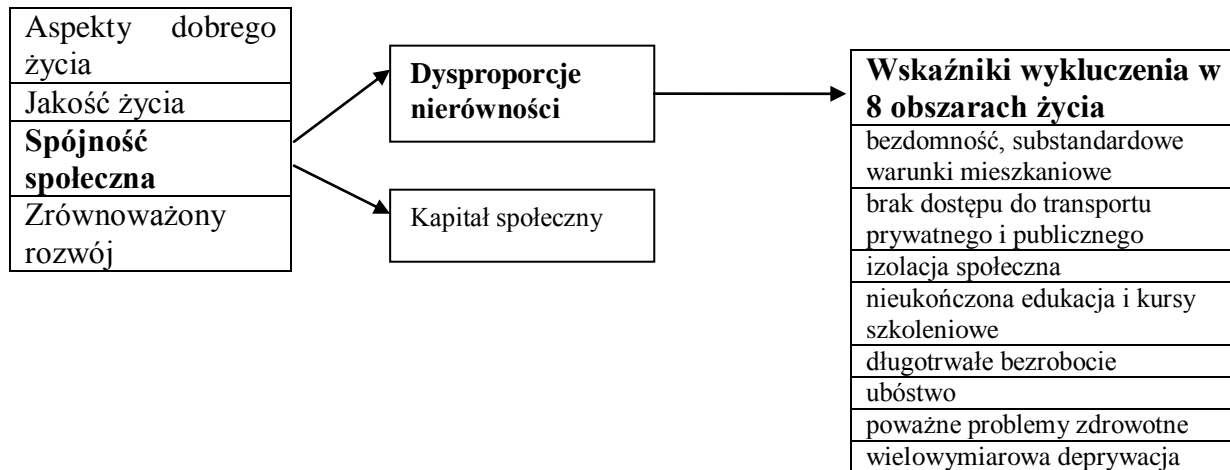 Aspekty dobrego
życia
Jakość życia
Spójność
społeczna
Zrównoważony
rozwój
Dysproporcje
nierówności
Kapitał społeczny
Wskaźniki wykluczenia w
8 obszarach życia
bezdomność, substandardowe
warunki mieszkaniowe
brak dostępu do transportu
prywatnego i publicznego
izolacja społeczna
nieukończona edukacja i kursy
szkoleniowe
długotrwałe bezrobocie
ubóstwo
poważne problemy zdrowotne
wielowymiarowa deprywacja